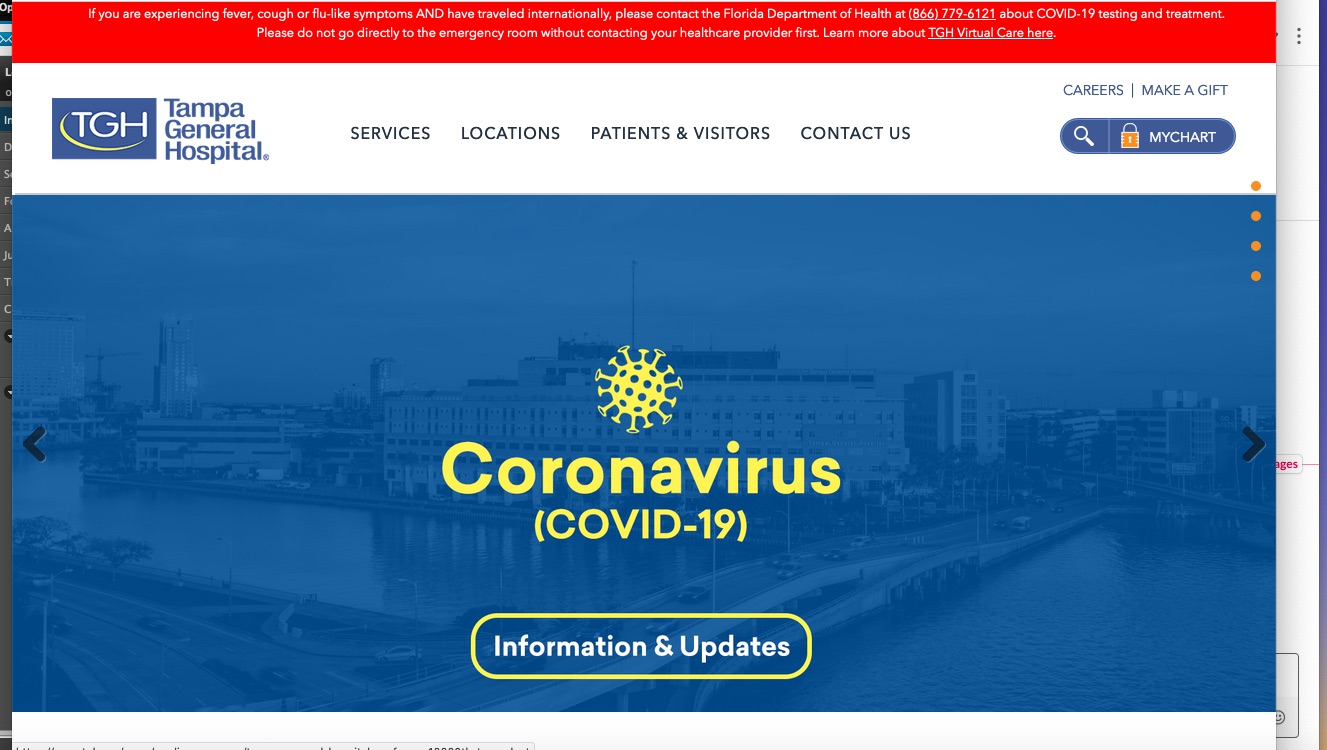 If you are experiencing fever, cough or flu-like symptoms AND have traveled internationally, please contact the Florida Department of Health at (866) 779-6121 about COVID-19 testing and treatment.
Please do not go directly to the emergency room without contacting your healthcare provider first. Learn more about TGH Virtual Care here.
CAREERS | MAKE A GIFT
TGH Tampa
General
Hospital®
SERVICES LOCATIONS PATIENTS & VISITORS CONTACT US
MYCHART
Coronavirus
(COVID-19)
Information & Updates
ages